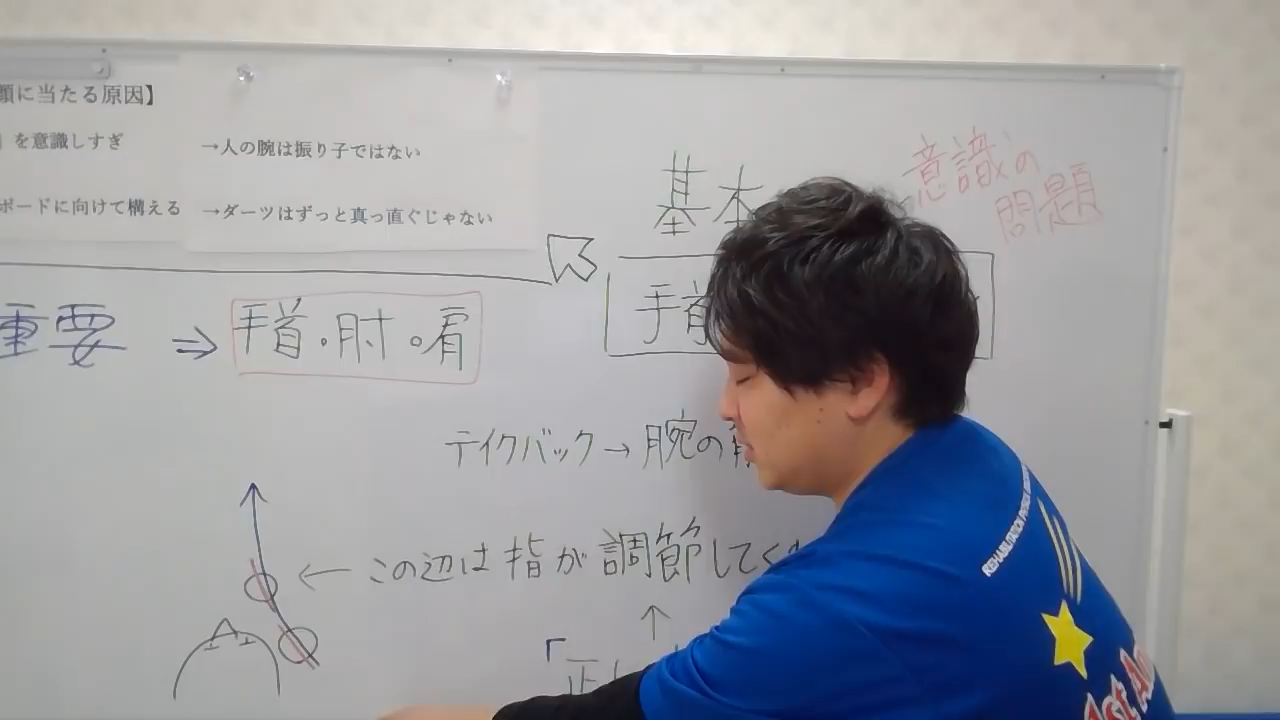 顔に当たる原因】
を意識しすぎ
→人の腕は振り子ではない
ボードに向けて構える
→ダーツはずっと真っ直ぐじゃない
基本
意識の
問題
重要 ⇒ 手首・肘・肩
手首
テイクバック→腕の
← この辺は指が調節してく
↑
「正